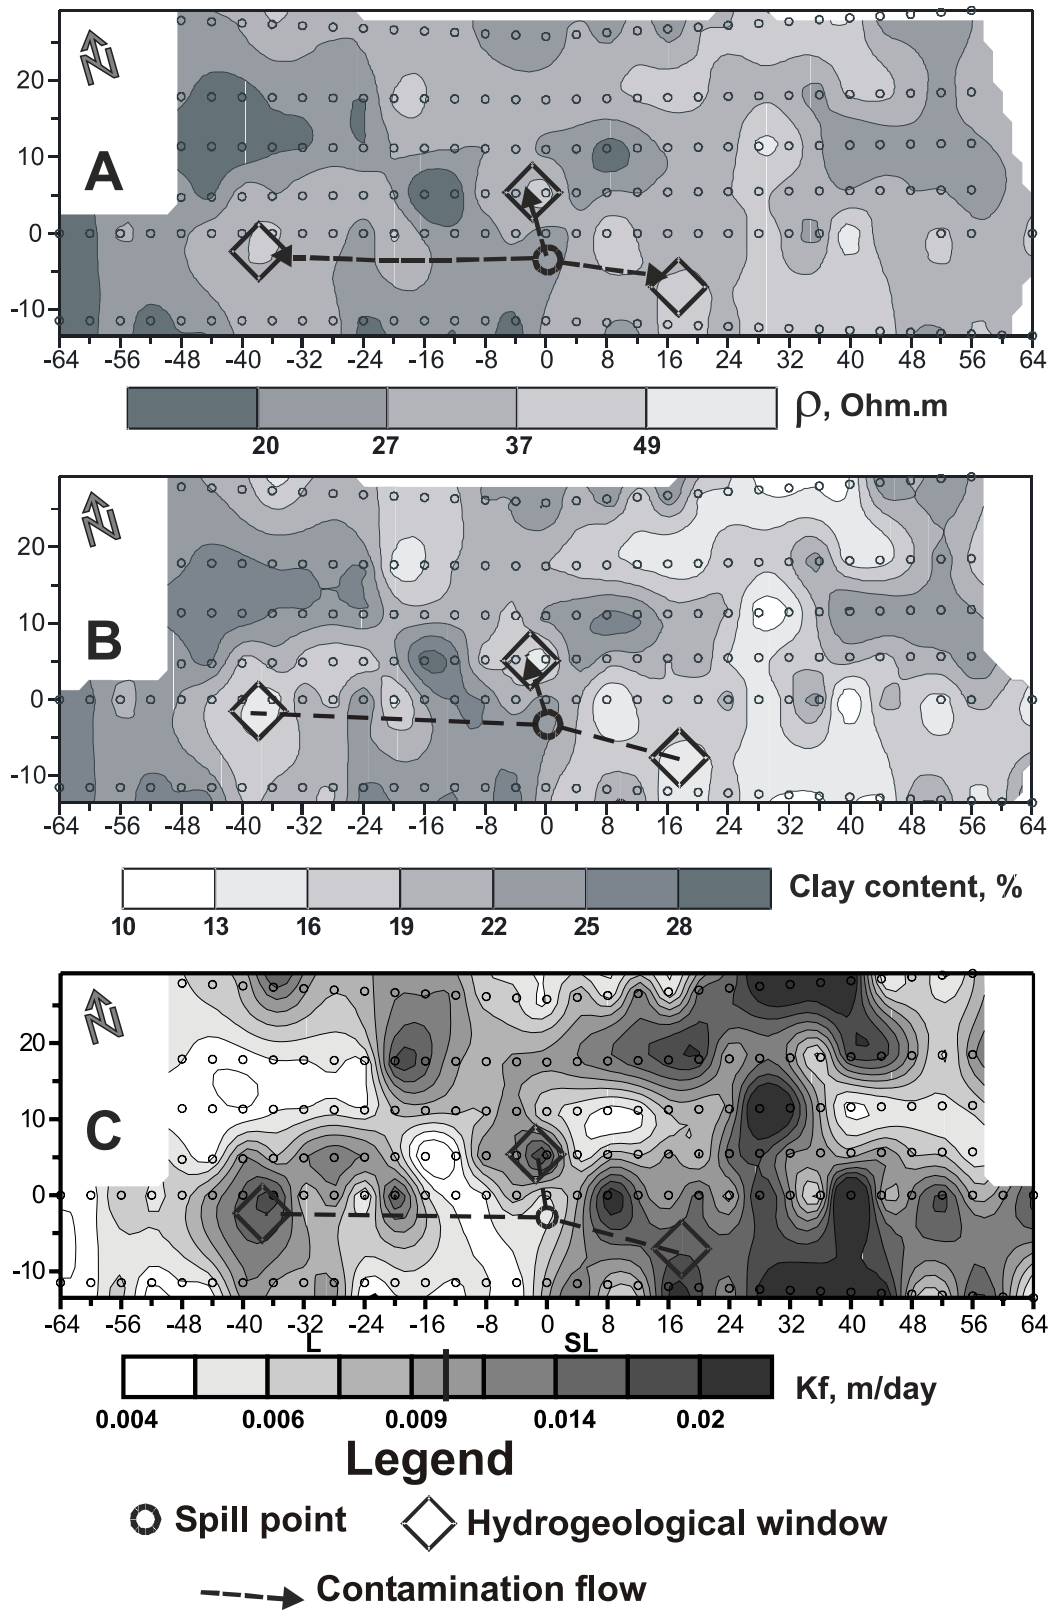 N
20
10
0
-10
A
-64 -56 -48 -40 -32 -24 -16 -8 0 8 16 24 32 40 48 56 64
20 27 37 49
ρ, Ohm.m
N
20
10
0
-10
B
-64 -56 -48 -40 -32 -24 -16 -8 0 8 16 24 32 40 48 56 64
Clay content, %
10 13 16 19 22 25 28
N
20
10
0
-10
C
-64 -56 -48 -40 -32 -24 -16 -8 0 8 16 24 32 40 48 56 64
L SL
Kf, m/day
0.004 0.006 0.009 0.014 0.02
Legend
Spill point
Hydrogeological window
Contamination flow